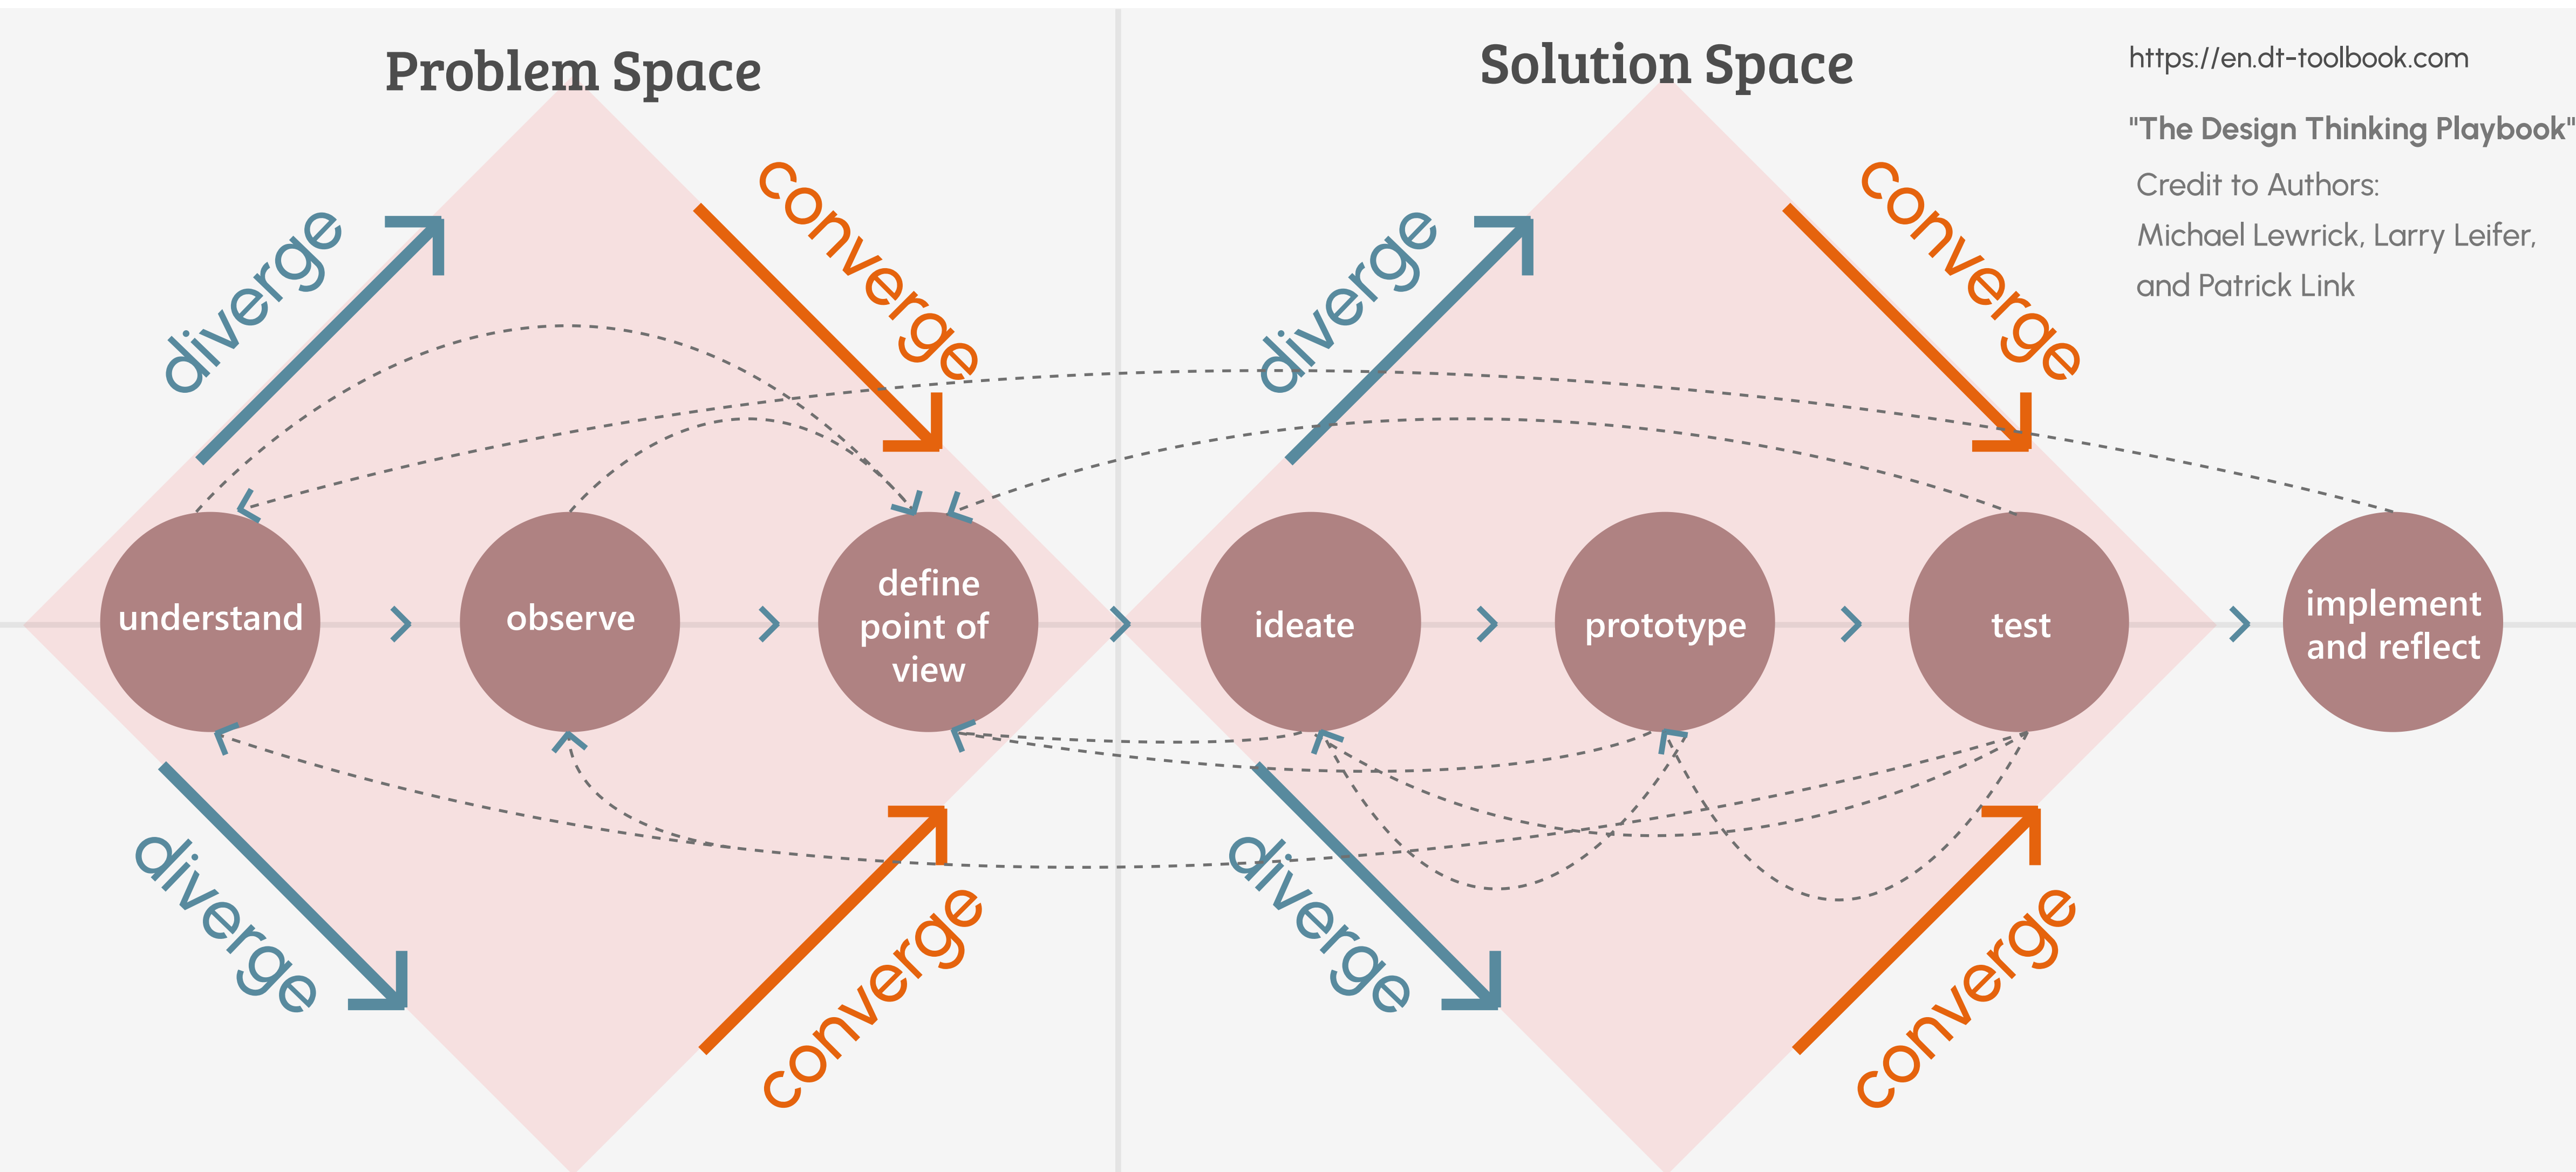 Problem Space
Solution Space
https://en.dt-toolbook.com
"The Design Thinking Playbook"
Credit to Authors:
Michael Lewrick, Larry Leifer,
and Patrick Link
diverge
converge
diverge
converge
understand
observe
define
point of
view
ideate
prototype
test
implement
and reflect
diverge
converge
diverge
converge